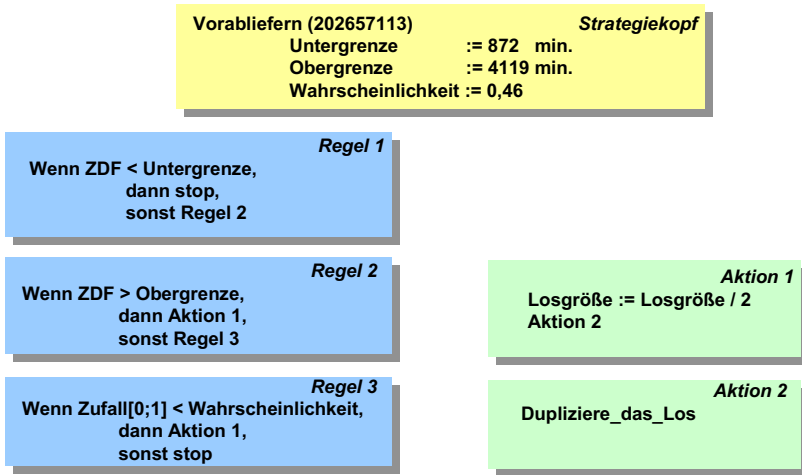 Vorabliefern (202657113) Strategiekopf
Untergrenze := 872 min.
Obergrenze := 4119 min.
Wahrscheinlichkeit := 0,46
Regel 1
Wenn ZDF < Untergrenze,
dann stop,
sonst Regel 2
Regel 2
Wenn ZDF > Obergrenze,
dann Aktion 1,
sonst Regel 3
Regel 3
Wenn Zufall[0;1] < Wahrscheinlichkeit,
dann Aktion 1,
sonst stop
Aktion 1
Losgröße := Losgröße / 2
Aktion 2
Aktion 2
Dupliziere_das_Los